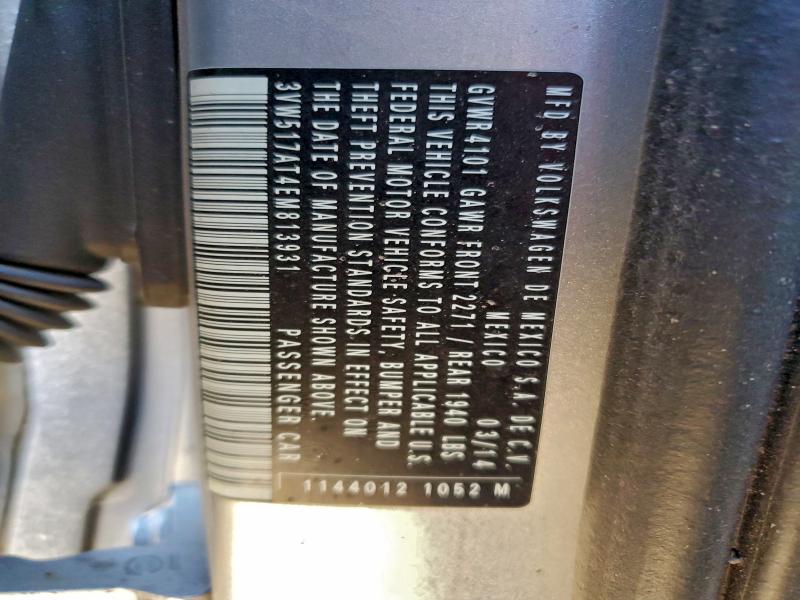 MFD BY VOLKSWAGEN DE MEXICO S.A. DE C.V.
MEXICO 03/14
GVWR4101 GAWR FRONT 2271 / REAR 1940 LBS
THIS VEHICLE CONFORMS TO ALL APPLICABLE U.S.
FEDERAL MOTOR VEHICLE SAFETY, BUMPER AND
THEFT PREVENTION STANDARDS IN EFFECT ON
THE DATE OF MANUFACTURE SHOWN ABOVE.
3VW517AT4EM813931 PASSENGER CAR
1144012 1052 M